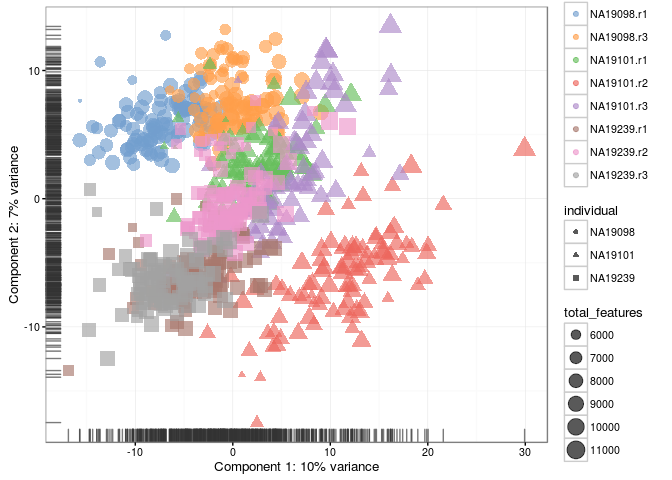 10
0
-10
-10
0
10
20
30
Component 1: 10% variance
Component 2: 7% variance
NA19098.r1
NA19098.r3
NA19101.r1
NA19101.r2
NA19101.r3
NA19239.r1
NA19239.r2
NA19239.r3
individual
NA19098
NA19101
NA19239
total_features
6000
7000
8000
9000
10000
11000